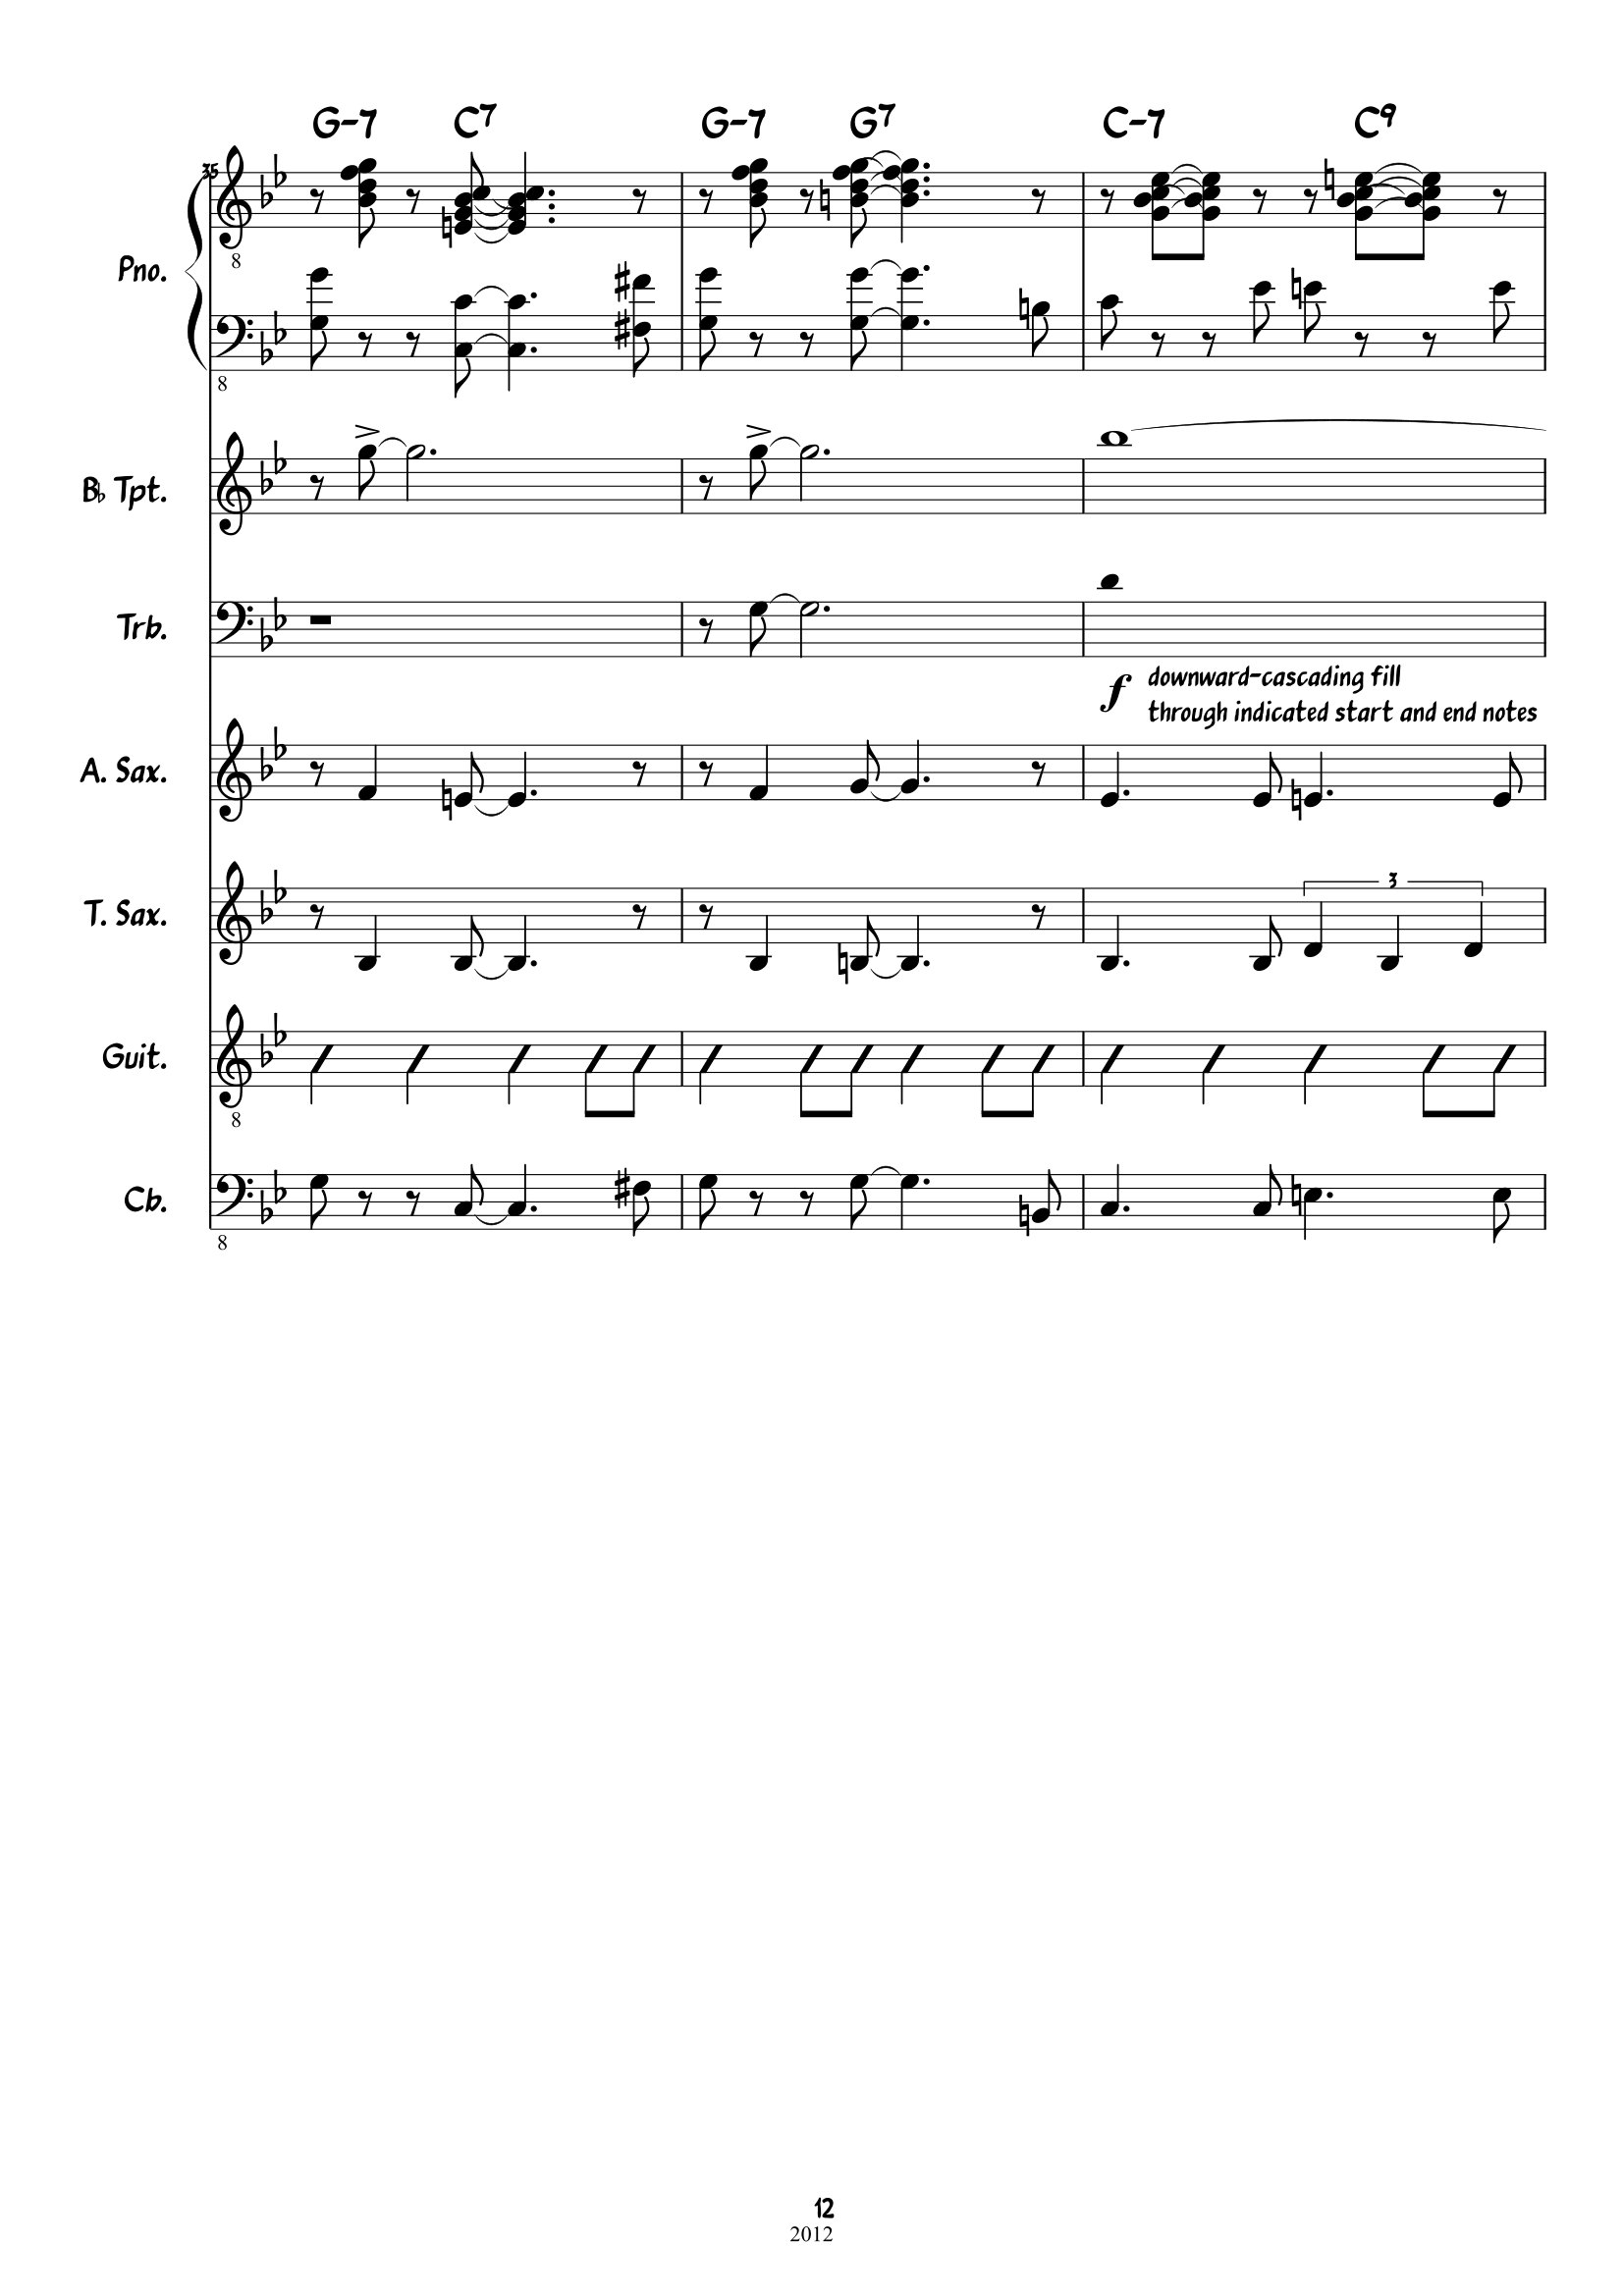 G-7 C7 G-7 G7 C-7 C9
35
8
Pno.
8
B♭ Tpt.
Trb.
f downward-cascading fill
through indicated start and end notes
A. Sax.
3
T. Sax.
Guit.
8
Cb.
8
12
2012